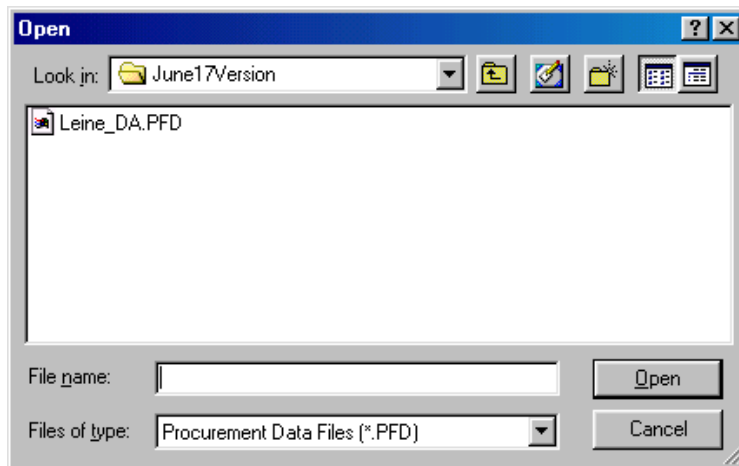 Open
Look in: June17Version
Leine_DA.PFD
File name: Open
Files of type: Procurement Data Files (*.PFD) Cancel